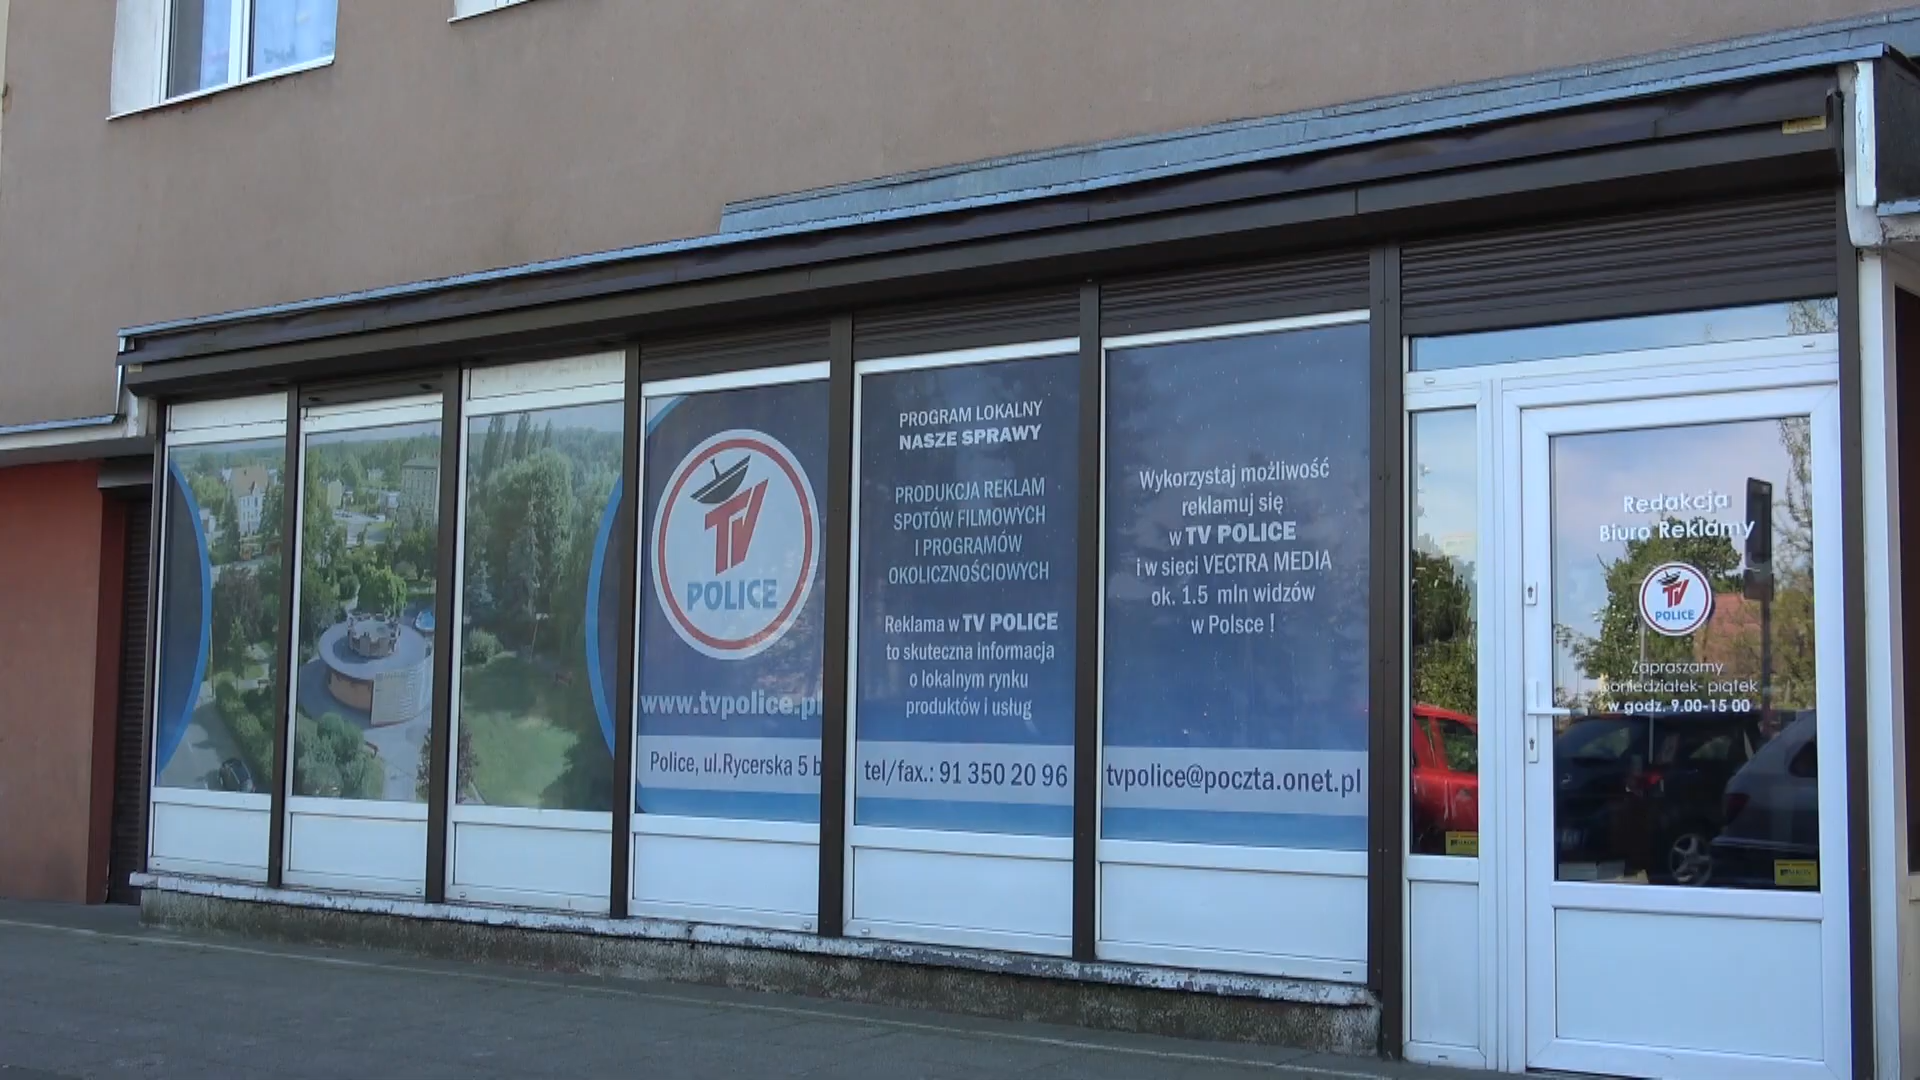 TV
POLICE
www.tvpolice.pl
Police, ul.Rycerska 5 b
PROGRAM LOKALNY
NASZE SPRAWY
PRODUKCJA REKLAM
SPOTÓW FILMOWYCH
I PROGRAMÓW
OKOLICZNOŚCIOWYCH
Reklama w TV POLICE
to skuteczna informacja
o lokalnym rynku
produktów i usług
tel/fax.: 91 350 20 96
Wykorzystaj możliwość
reklamuj się
w TV POLICE
i w sieci VECTRA MEDIA
ok. 1.5 mln widzów
w Polsce !
tvpolice@poczta.onet.pl
Redakcja
Biuro Reklamy
TV
POLICE
Zapraszamy
poniedziałek- piątek
w godz. 9.00-15 00